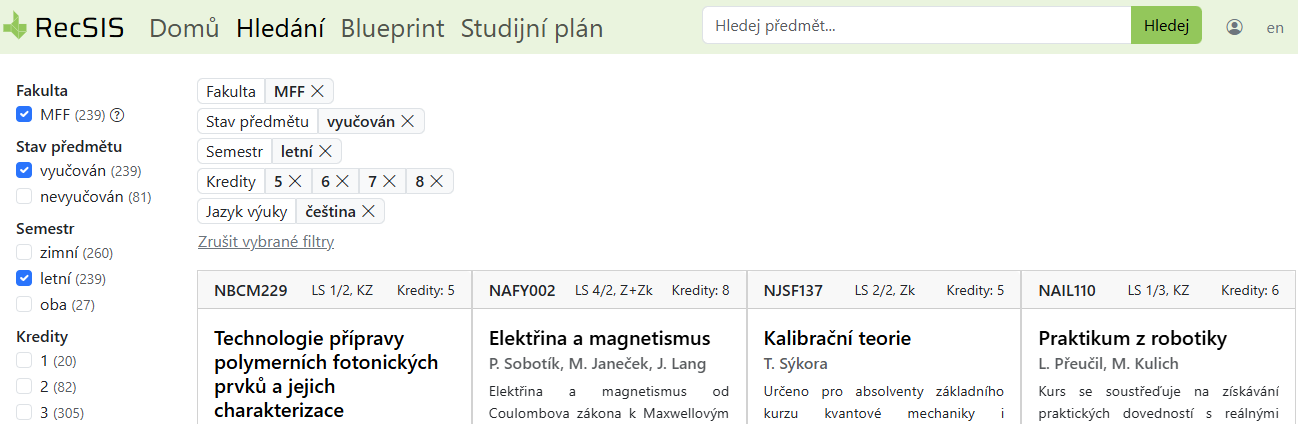 RecSIS Domů Hledání Blueprint Studijní plán Hledej předmět... Hledej en
Fakulta
MFF (239)
Stav předmětu
vyučován (239)
nevyučován (81)
Semestr
zimní (260)
letní (239)
oba (27)
Kredity
1 (20)
2 (82)
3 (305)
Fakulta MFF
Stav předmětu vyučován
Semestr letní
Kredity 5 6 7 8
Jazyk výuky čeština
Zrušit vybrané filtry
NBCM229 LS 1/2, KZ Kredity: 5
Technologie přípravy
polymerních fotonických
prvků a jejich
charakterizace
NAFY002 LS 4/2, Z+Zk Kredity: 8
Elektřina a magnetismus
P. Sobotík, M. Janeček, J. Lang
Elektřina a magnetismus od
Coulombova zákona k Maxwellovým
NJSF137 LS 2/2, Zk Kredity: 5
Kalibrační teorie
T. Sýkora
Určeno pro absolventy základního
kurzu kvantové mechaniky i
NAIL110 LS 1/3, KZ Kredity: 6
Praktikum z robotiky
L. Přeučil, M. Kulich
Kurs se soustřeďuje na získávání
praktických dovedností s reálnými